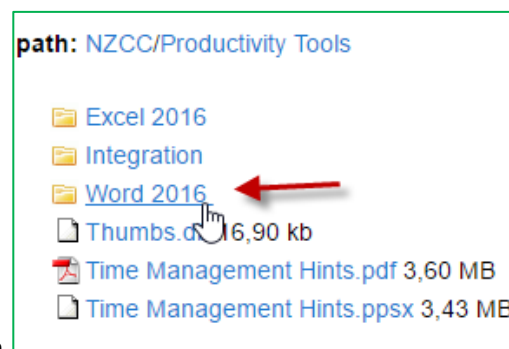 path: NZCC/Productivity Tools
Excel 2016
Integration
Word 2016
16,90 kb
Time Management Hints.pdf 3,60 MB
Time Management Hints.ppsx 3,43 MB